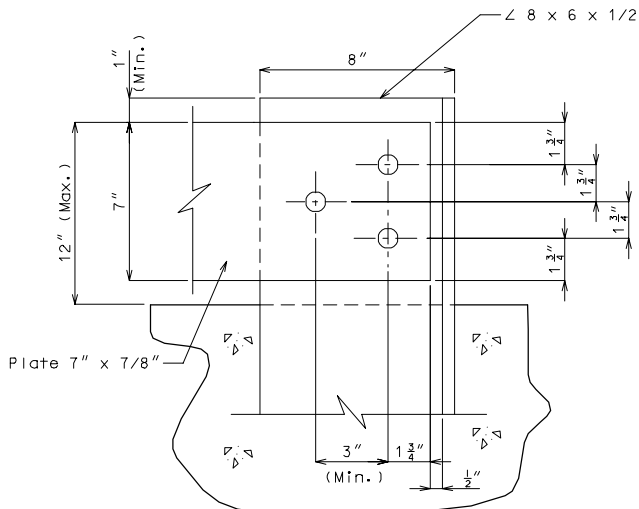 ∠ 8 x 6 x 1/2
8"
1"
(Min.)
12" (Max.)
7"
1 3/4"
1 3/4"
1 3/4"
1 3/4"
Plate 7" x 7/8"
3"
(Min.)
1 3/4"
1/2"